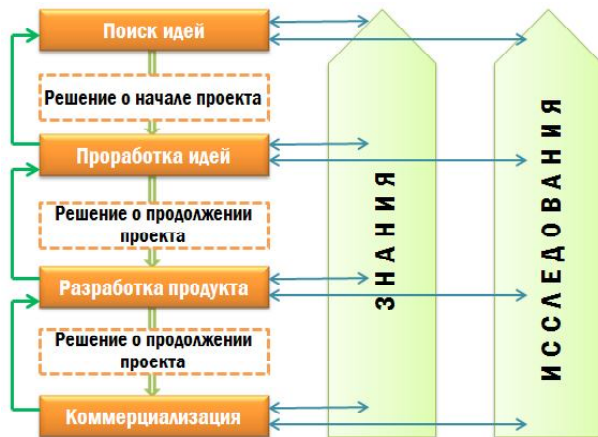 Поиск идей
Решение о начале проекта
Проработка идей
Решение о продолжении
проекта
Разработка продукта
Решение о продолжении
проекта
Коммерциализация
ЗНАНИЯ
ИССЛЕДОВАНИЯ